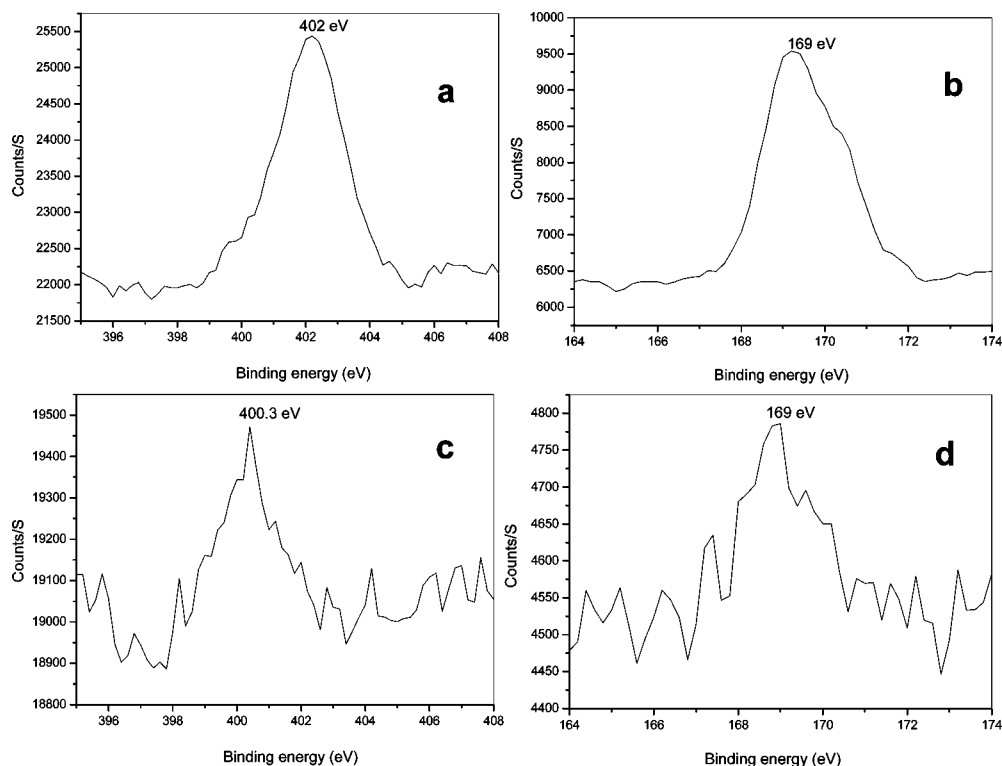 402 eV
a
25500
25000
24500
24000
23500
23000
22500
22000
21500
Counts/S
396 398 400 402 404 406 408
Binding energy (eV)
169 eV
b
10000
9500
9000
8500
8000
7500
7000
6500
6000
Counts/S
164 166 168 170 172 174
Binding energy (eV)
400.3 eV
c
19500
19400
19300
19200
19100
19000
18900
18800
Counts/S
396 398 400 402 404 406 408
Binding energy (eV)
169 eV
d
4800
4750
4700
4650
4600
4550
4500
4450
4400
Counts/S
164 166 168 170 172 174
Binding energy (eV)